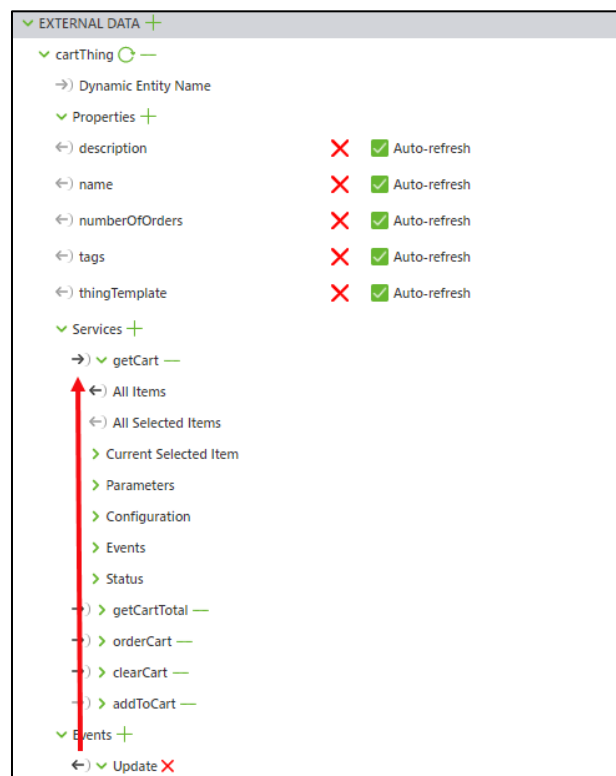 EXTERNAL DATA
cartThing
Dynamic Entity Name
Properties
description Auto-refresh
name Auto-refresh
numberOfOrders Auto-refresh
tags Auto-refresh
thingTemplate Auto-refresh
Services
getCart
All Items
All Selected Items
Current Selected Item
Parameters
Configuration
Events
Status
getCartTotal
orderCart
clearCart
addToCart
Events
Update